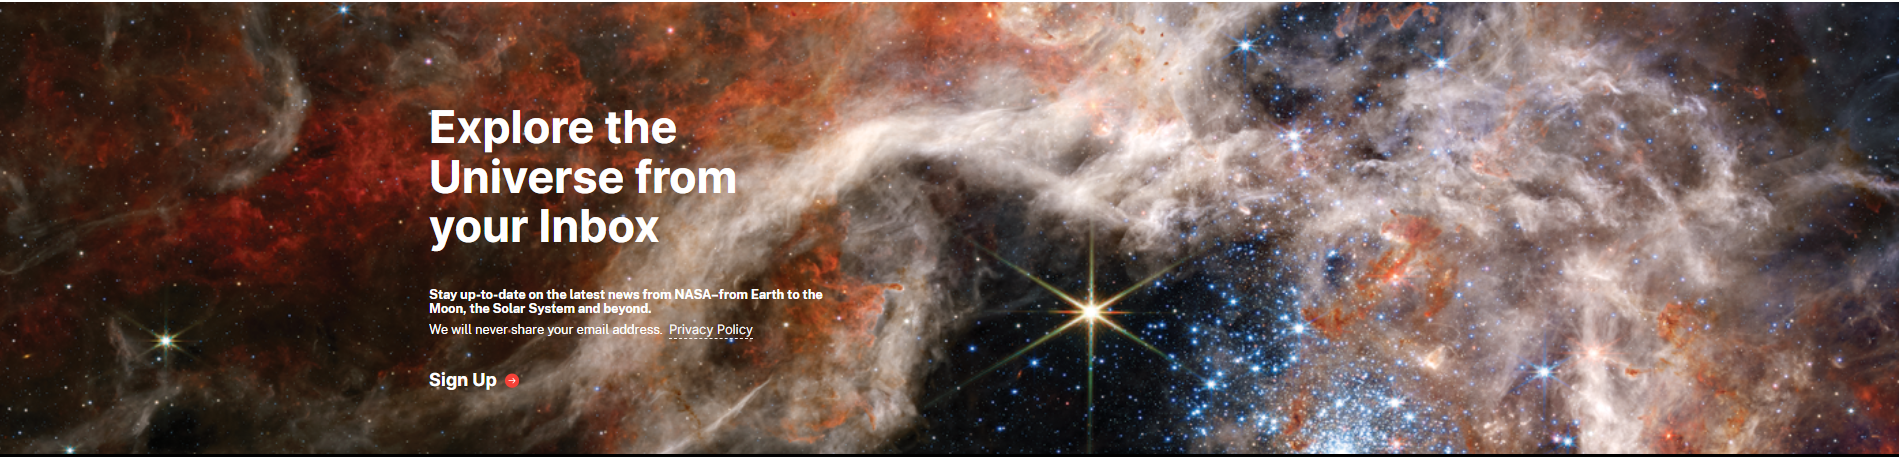 Explore the
Universe from
your Inbox
Stay up-to-date on the latest news from NASA–from Earth to the
Moon, the Solar System and beyond.
We will never share your email address. Privacy Policy
Sign Up